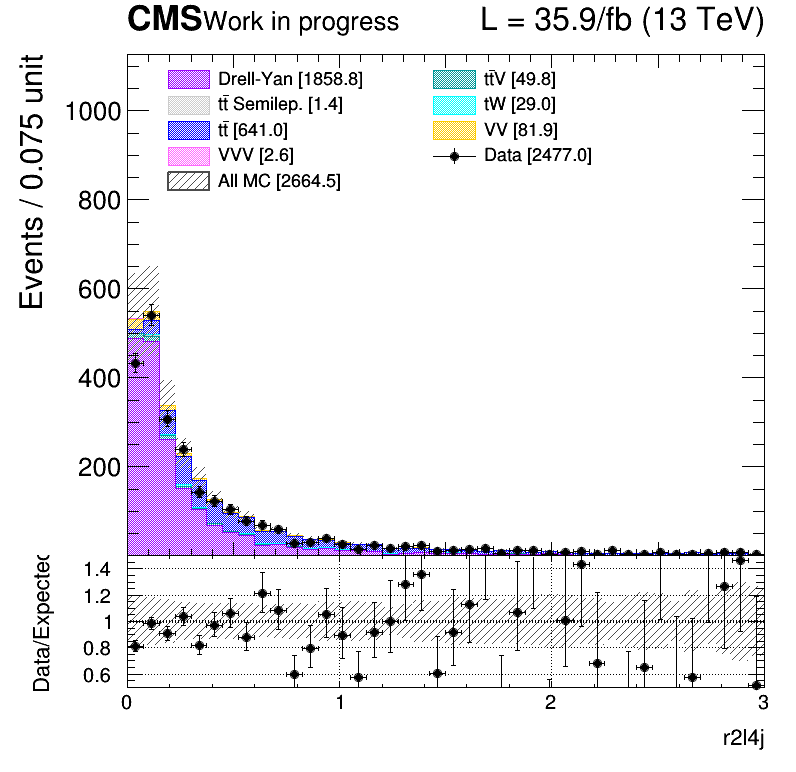 CMS Work in progress L = 35.9/fb (13 TeV)
Events / 0.075 unit
1000
800
600
400
200
Drell-Yan [1858.8]
tt̄ Semilep. [1.4]
tt̄ [641.0]
VVV [2.6]
All MC [2664.5]
tt̄V [49.8]
tW [29.0]
VV [81.9]
Data [2477.0]
Data/Expected
1.4
1.2
1
0.8
0.6
0 1 2 3
r2l4j